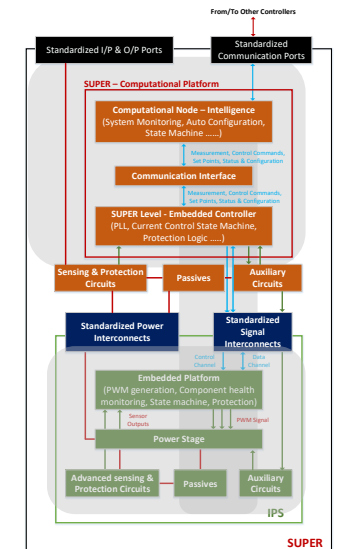 From/To Other Controllers
Standardized I/P & O/P Ports
Standardized
Communication Ports
SUPER – Computational Platform
Computational Node – Intelligence
(System Monitoring, Auto Configuration,
State Machine ......)
Measurement, Control Commands,
Set Points, Status & Configuration
Communication Interface
Measurement, Control Commands,
Set Points, Status & Configuration
SUPER Level - Embedded Controller
(PLL, Current Control State Machine,
Protection Logic .....)
Sensing & Protection
Circuits
Passives
Auxiliary
Circuits
Standardized Power
Interconnects
Standardized
Signal
Interconnects
Control
Channel
Data
Channel
Embedded Platform
(PWM generation, Component health
monitoring, State machine, Protection)
Sensor
Outputs
PWM Signal
Power Stage
Advanced sensing &
Protection Circuits
Passives
Auxiliary
Circuits
IPS
SUPER